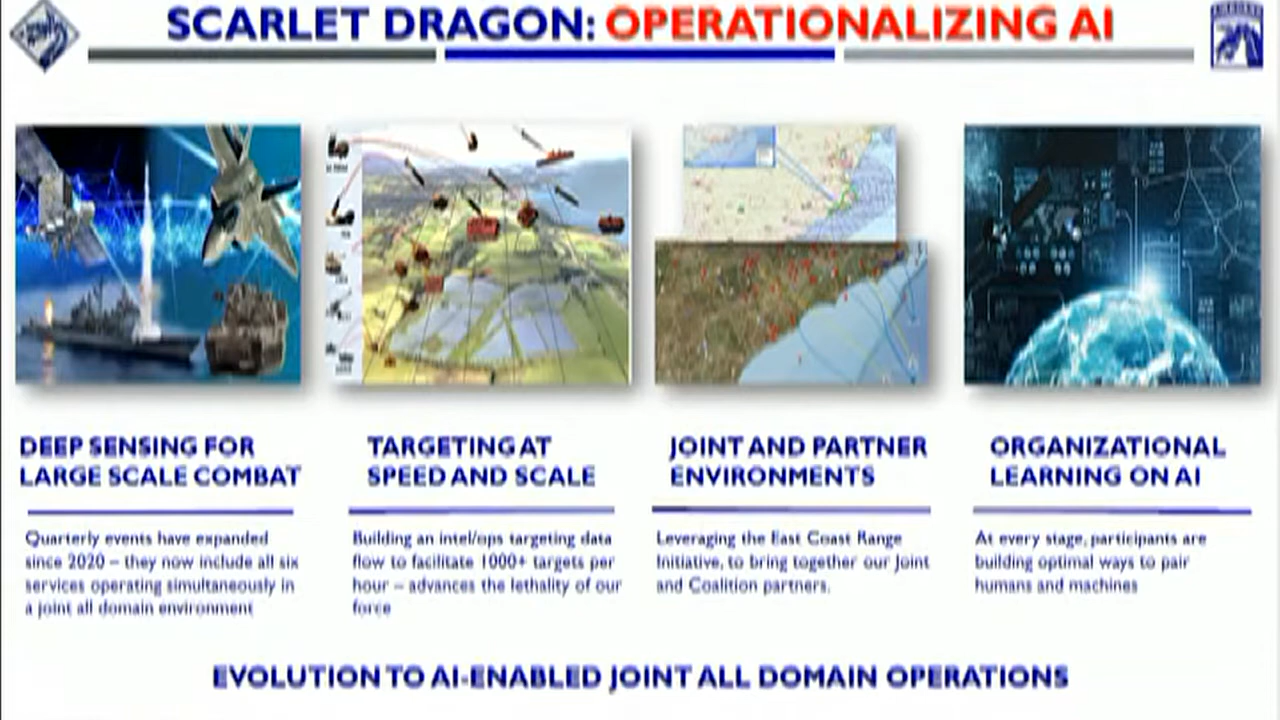 SCARLET DRAGON: OPERATIONALIZING AI
AIRBORNE
DEEP SENSING FOR
LARGE SCALE COMBAT
Quarterly events have expanded
since 2020 – they now include all six
services operating simultaneously in
a joint all domain environment
TARGETING AT
SPEED AND SCALE
Building an intel/ops targeting data
flow to facilitate 1000+ targets per
hour – advances the lethality of our
force
JOINT AND PARTNER
ENVIRONMENTS
Leveraging the East Coast Range
Initiative, to bring together our Joint
and Coalition partners.
ORGANIZATIONAL
LEARNING ON AI
At every stage, participants are
building optimal ways to pair
humans and machines
EVOLUTION TO AI-ENABLED JOINT ALL DOMAIN OPERATIONS